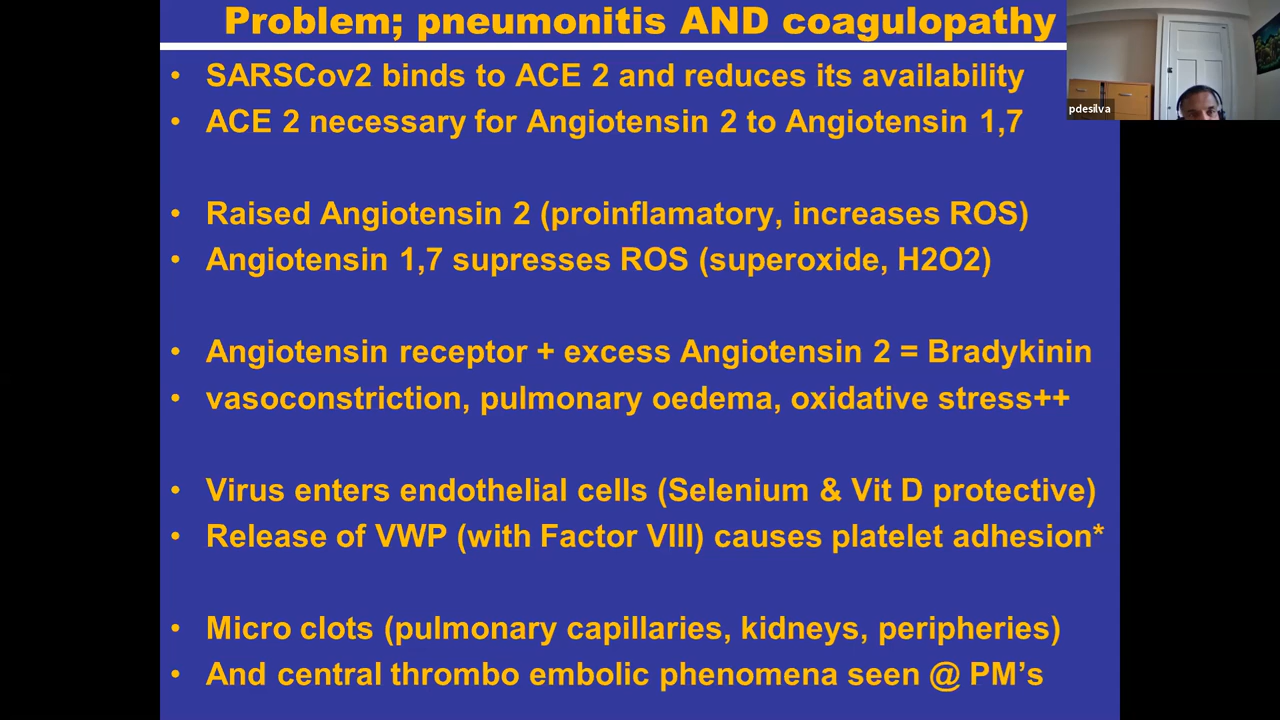 Problem; pneumonitis AND coagulopathy
• SARSCov2 binds to ACE 2 and reduces its availability
• ACE 2 necessary for Angiotensin 2 to Angiotensin 1,7
• Raised Angiotensin 2 (proinflamatory, increases ROS)
• Angiotensin 1,7 supresses ROS (superoxide, H2O2)
• Angiotensin receptor + excess Angiotensin 2 = Bradykinin
• vasoconstriction, pulmonary oedema, oxidative stress++
• Virus enters endothelial cells (Selenium & Vit D protective)
• Release of VWP (with Factor VIII) causes platelet adhesion*
• Micro clots (pulmonary capillaries, kidneys, peripheries)
• And central thrombo embolic phenomena seen @ PM’s
pdesilva